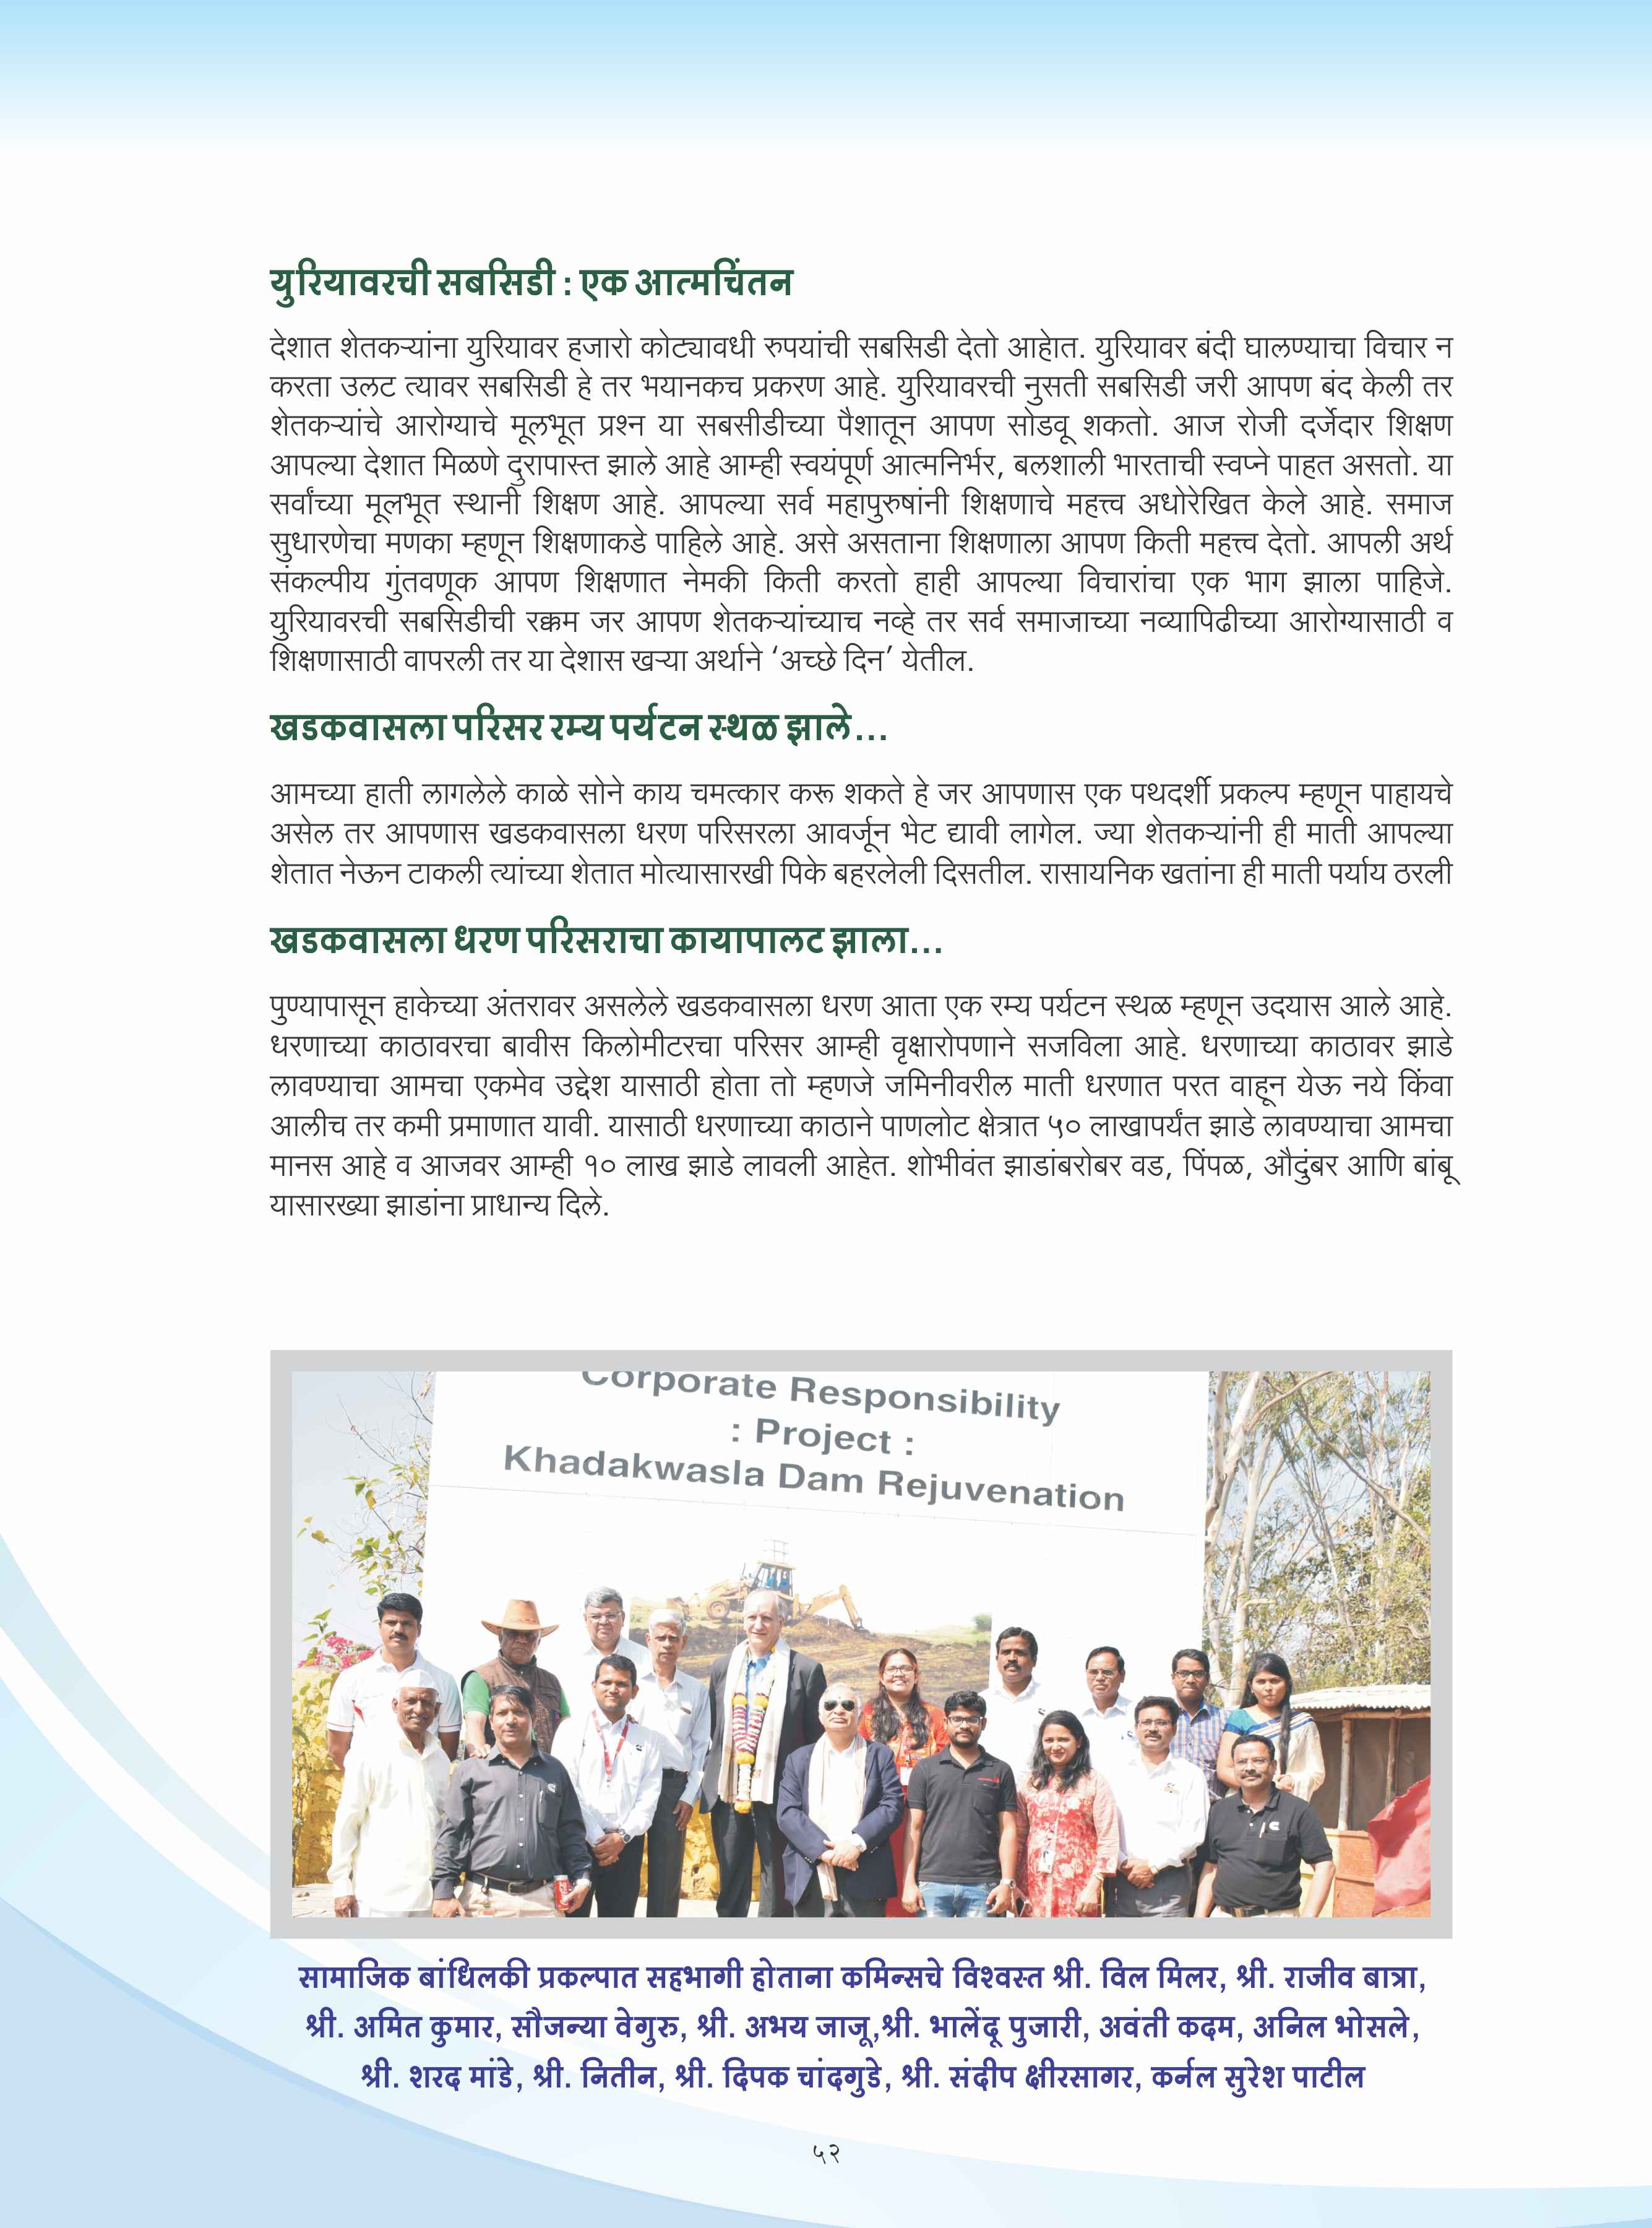 युरियावरची सबसिडी : एक आत्मचिंतन
देशात शेतकऱ्यांना युरियावर हजारो कोट्यावधी रुपयांची सबसिडी देतो आहेात. युरियावर बंदी घालण्याचा विचार न
करता उलट त्यावर सबसिडी हे तर भयानकच प्रकरण आहे. युरियावरची नुसती सबसिडी जरी आपण बंद केली तर
शेतकऱ्यांचे आरोग्याचे मूलभूत प्रश्न या सबसीडीच्या पैशातून आपण सोडवू शकतो. आज रोजी दर्जेदार शिक्षण
आपल्या देशात मिळणे दुरापास्त झाले आहे आम्ही स्वयंपूर्ण आत्मनिर्भर, बलशाली भारताची स्वप्ने पाहत असतो. या
सर्वांच्या मूलभूत स्थानी शिक्षण आहे. आपल्या सर्व महापुरुषांनी शिक्षणाचे महत्त्व अधोरेखित केले आहे. समाज
सुधारणेचा मणका म्हणून शिक्षणाकडे पाहिले आहे. असे असताना शिक्षणाला आपण किती महत्त्व देतो. आपली अर्थ
संकल्पीय गुंतवणूक आपण शिक्षणात नेमकी किती करतो हाही आपल्या विचारांचा एक भाग झाला पाहिजे.
युरियावरची सबसिडीची रक्कम जर आपण शेतकऱ्यांच्याच नव्हे तर सर्व समाजाच्या नव्यापिढीच्या आरोग्यासाठी व
शिक्षणासाठी वापरली तर या देशास खऱ्या अर्थाने ‘अच्छे दिन’ येतील.
खडकवासला परिसर रम्य पर्यटन स्थळ झाले...
आमच्या हाती लागलेले काळे सोने काय चमत्कार करू शकते हे जर आपणास एक पथदर्शी प्रकल्प म्हणून पाहायचे
असेल तर आपणास खडकवासला धरण परिसरला आवर्जून भेट द्यावी लागेल. ज्या शेतकऱ्यांनी ही माती आपल्या
शेतात नेऊन टाकली त्यांच्या शेतात मोत्यासारखी पिके बहरलेली दिसतील. रासायनिक खतांना ही माती पर्याय ठरली
खडकवासला धरण परिसराचा कायापालट झाला...
पुण्यापासून हाकेच्या अंतरावर असलेले खडकवासला धरण आता एक रम्य पर्यटन स्थळ म्हणून उदयास आले आहे.
धरणाच्या काठावरचा बावीस किलोमीटरचा परिसर आम्ही वृक्षारोपणाने सजविला आहे. धरणाच्या काठावर झाडे
लावण्याचा आमचा एकमेव उद्देश यासाठी होता तो म्हणजे जमिनीवरील माती धरणात परत वाहून येऊ नये किंवा
आलीच तर कमी प्रमाणात यावी. यासाठी धरणाच्या काठाने पाणलोट क्षेत्रात ५० लाखापर्यंत झाडे लावण्याचा आमचा
मानस आहे व आजवर आम्ही १० लाख झाडे लावली आहेत. शोभीवंत झाडांबरोबर वड, पिंपळ, औदुंबर आणि बांबू
यासारख्या झाडांना प्राधान्य दिले.
Corporate Responsibility
: Project :
Khadakwasla Dam Rejuvenation
सामाजिक बांधिलकी प्रकल्पात सहभागी होताना कमिन्सचे विश्वस्त श्री. विल मिलर, श्री. राजीव बात्रा,
श्री. अमित कुमार, सौजन्या वेगुरु, श्री. अभय जाजू,श्री. भालेंदू पुजारी, अवंती कदम, अनिल भोसले,
श्री. शरद मांडे, श्री. नितीन, श्री. दिपक चांदगुडे, श्री. संदीप क्षीरसागर, कर्नल सुरेश पाटील
५२